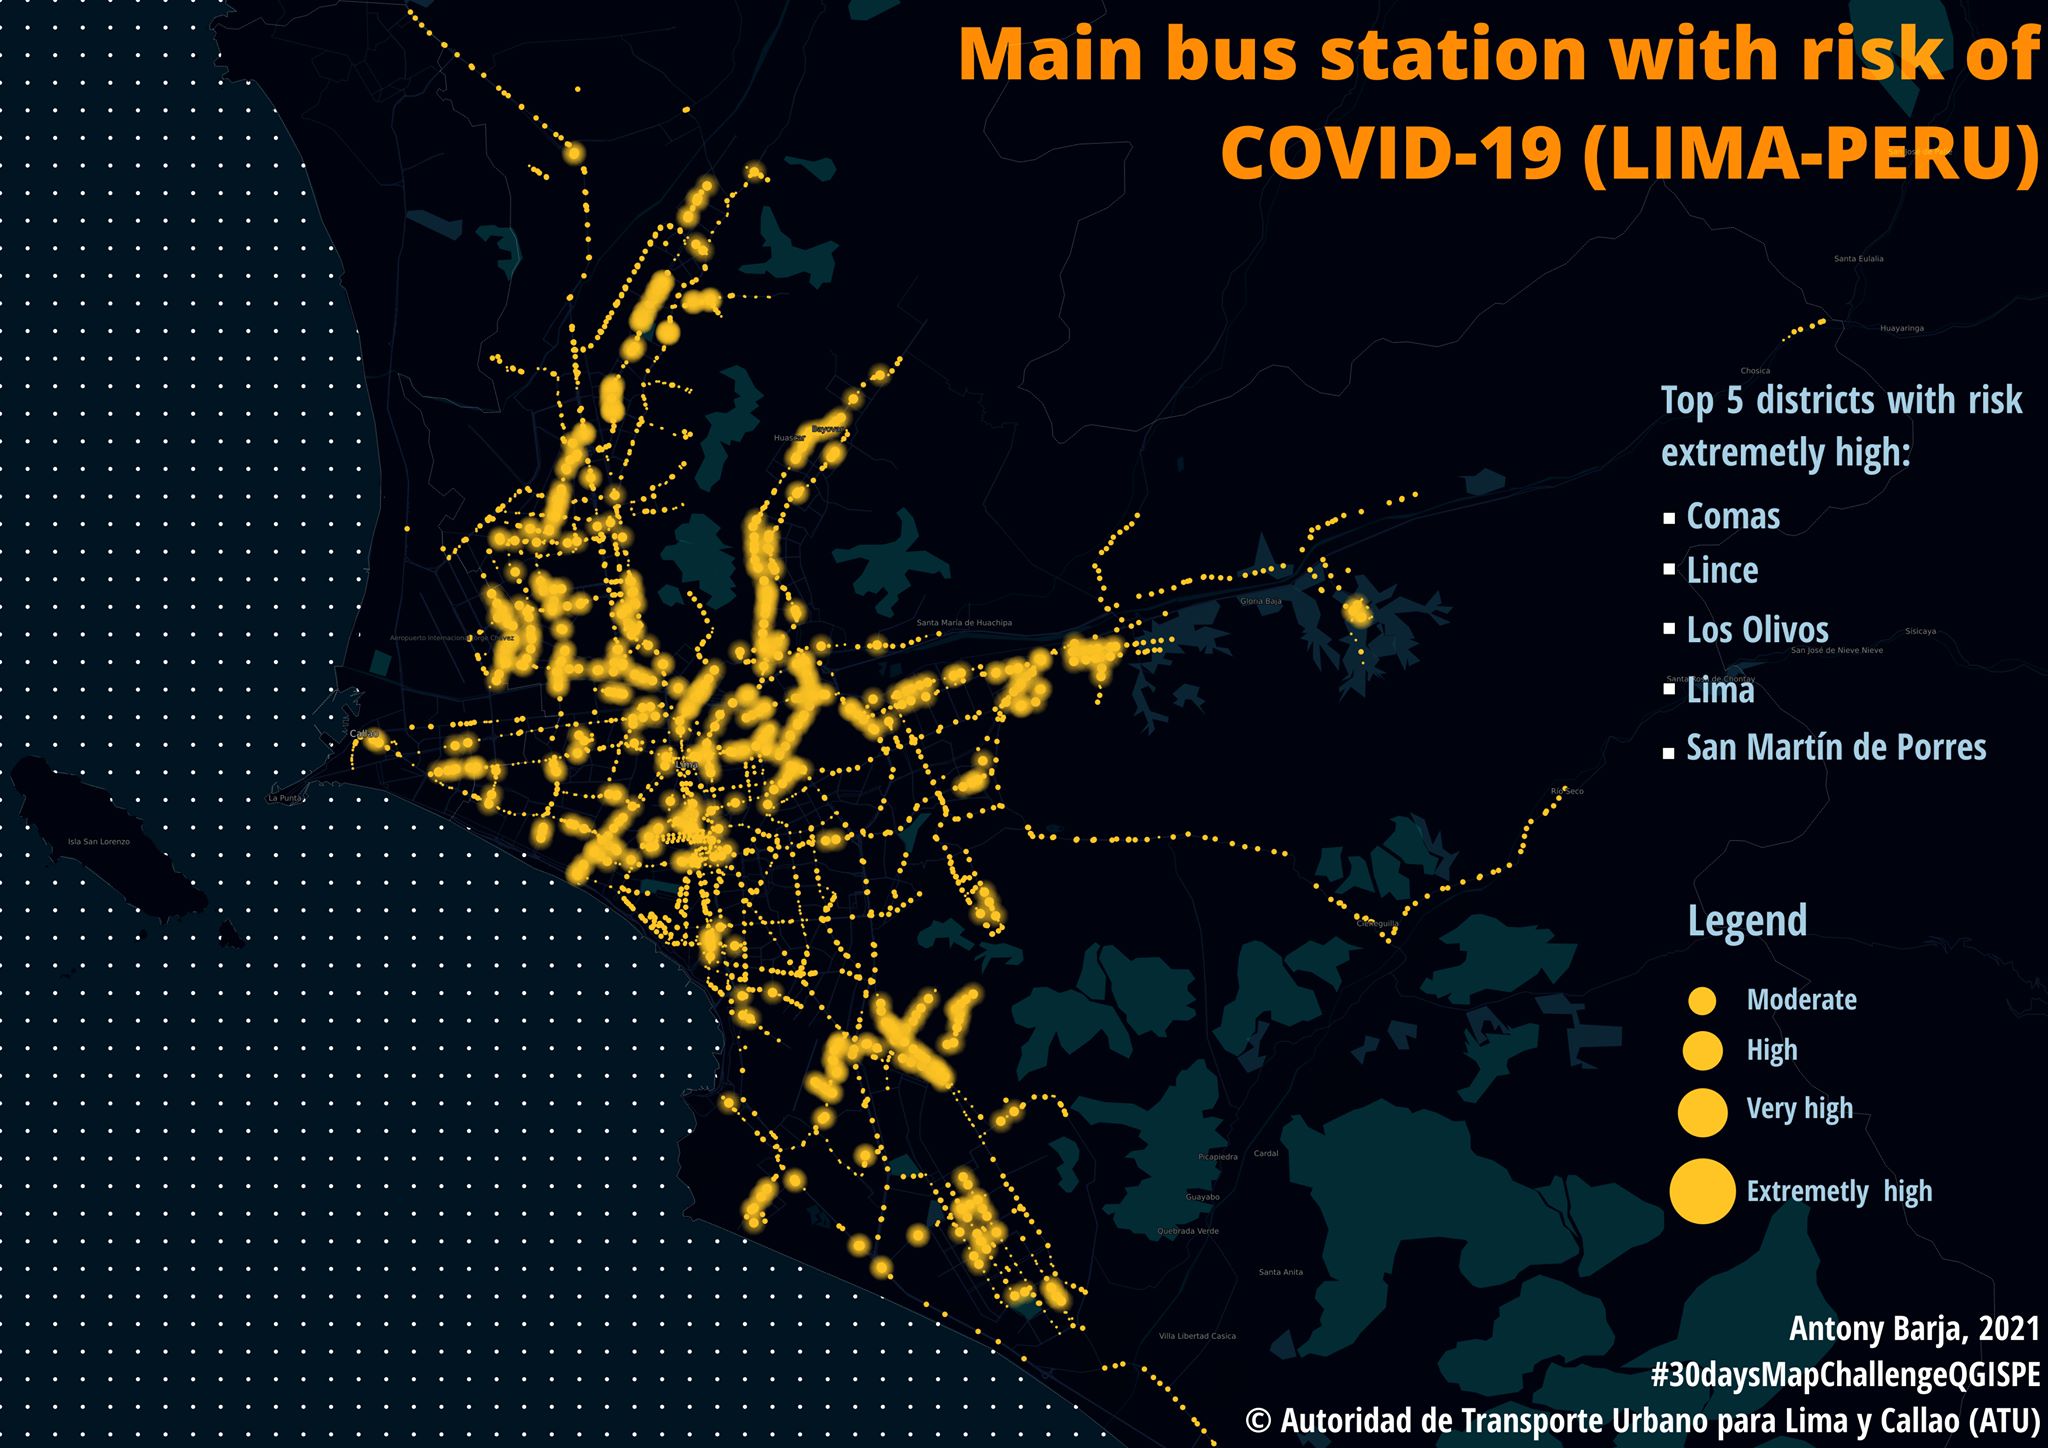 Main bus station with risk of
COVID-19 (LIMA-PERU)
Santa Eulalia
Huayaringa
Chosica
Top 5 districts with risk
extremetly high:
▪ Comas
▪ Lince
▪ Los Olivos
▪ Lima
▪ San Martín de Porres
Huascar
Bayovar
Gloria Baja
Santa María de Huachipa
Aeropuerto Internacional Jorge Chávez
Sisicaya
San José de Nieve Nieve
Santa Rosa de Chontay
Callao
Lima
La Punta
Río Seco
Isla San Lorenzo
Cieneguilla
Legend
Moderate
High
Very high
Extremetly high
Picapiedra
Cardal
Guayabo
Quebrada Verde
Santa Anita
Villa Libertad Casica
Antony Barja, 2021
#30daysMapChallengeQGISPE
© Autoridad de Transporte Urbano para Lima y Callao (ATU)